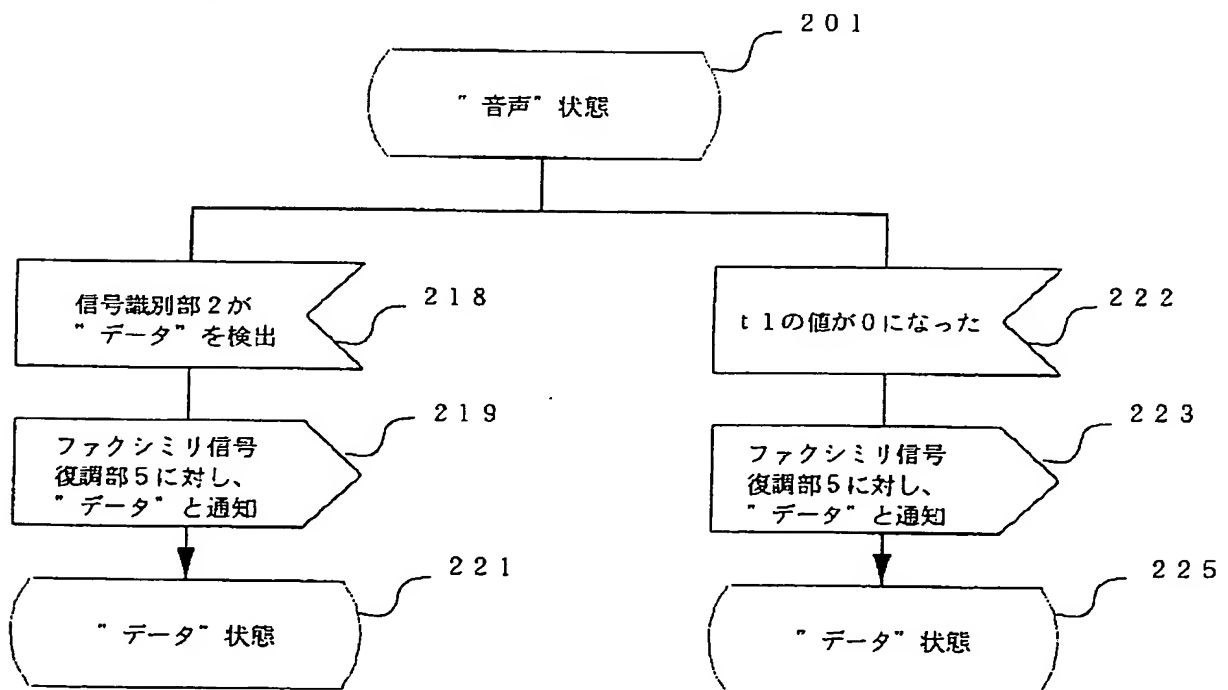 201
"音声"状態
信号識別部2が
"データ"を検出
218
t1の値が0になった
222
ファクシミリ信号
復調部5に対し、
"データ"と通知
219
ファクシミリ信号
復調部5に対し、
"データ"と通知
223
"データ"状態
221
"データ"状態
225